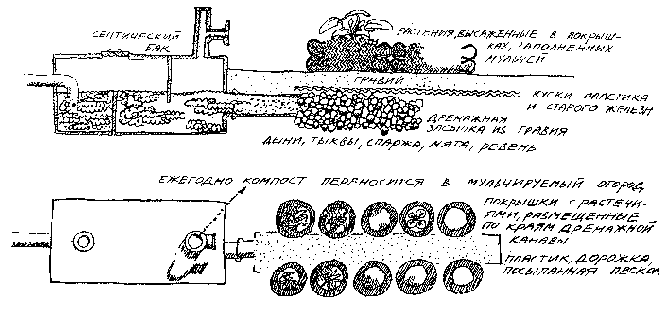 СЕПТИЧЕСКИЙ
БАК
РАСТЕНИЯ, ВЫСАЖЕННЫЕ В ПОКРЫШ-
КАХ, ЗАПОЛНЕННЫХ
МУЛЬЧЕЙ
ГРАВИЙ
КУСКИ ПЛАСТИКА
И СТАРОГО ЖЕЛЕЗА
ДРЕНАЖНАЯ
ЗАСЫПКА ИЗ ГРАВИЯ
ДЫНИ, ТЫКВЫ, СПАРЖА, МЯТА, РЕВЕНЬ
ЕЖЕГОДНО КОМПОСТ ПЕРЕНОСИТСЯ В МУЛЬЧИРУЕМЫЙ ОГОРОД
ПОКРЫШКИ С РАСТЕНИ-
ЯМИ, РАЗМЕЩЕННЫЕ
ПО КРАЯМ ДРЕНАЖНОЙ
КАНАВЫ
ПЛАСТИК. ДОРОЖКА,
ПОСЫПАННАЯ ПЕСКОМ